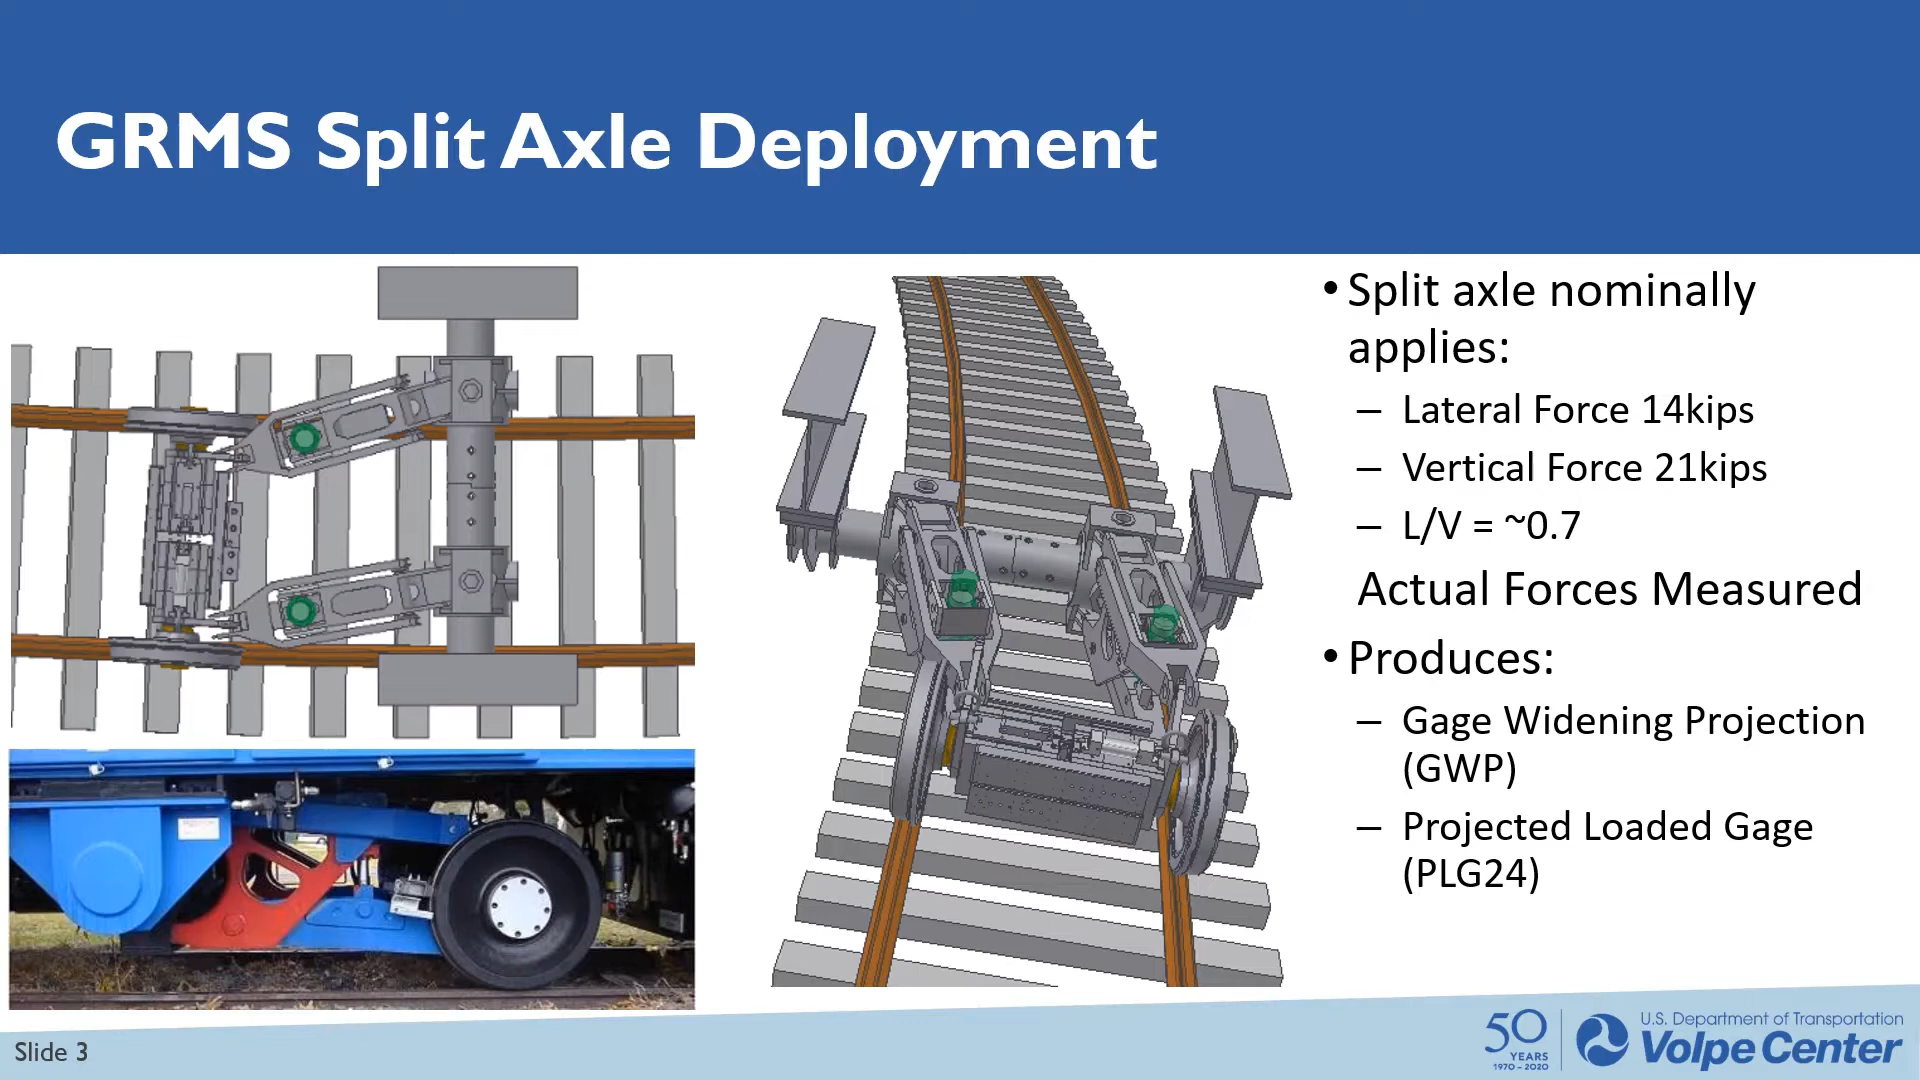 GRMS Split Axle Deployment
• Split axle nominally
applies:
– Lateral Force 14kips
– Vertical Force 21kips
– L/V = ~0.7
Actual Forces Measured
• Produces:
– Gage Widening Projection
(GWP)
– Projected Loaded Gage
(PLG24)
Slide 3
50
YEARS
1970 – 2020
U.S. Department of Transportation
Volpe Center